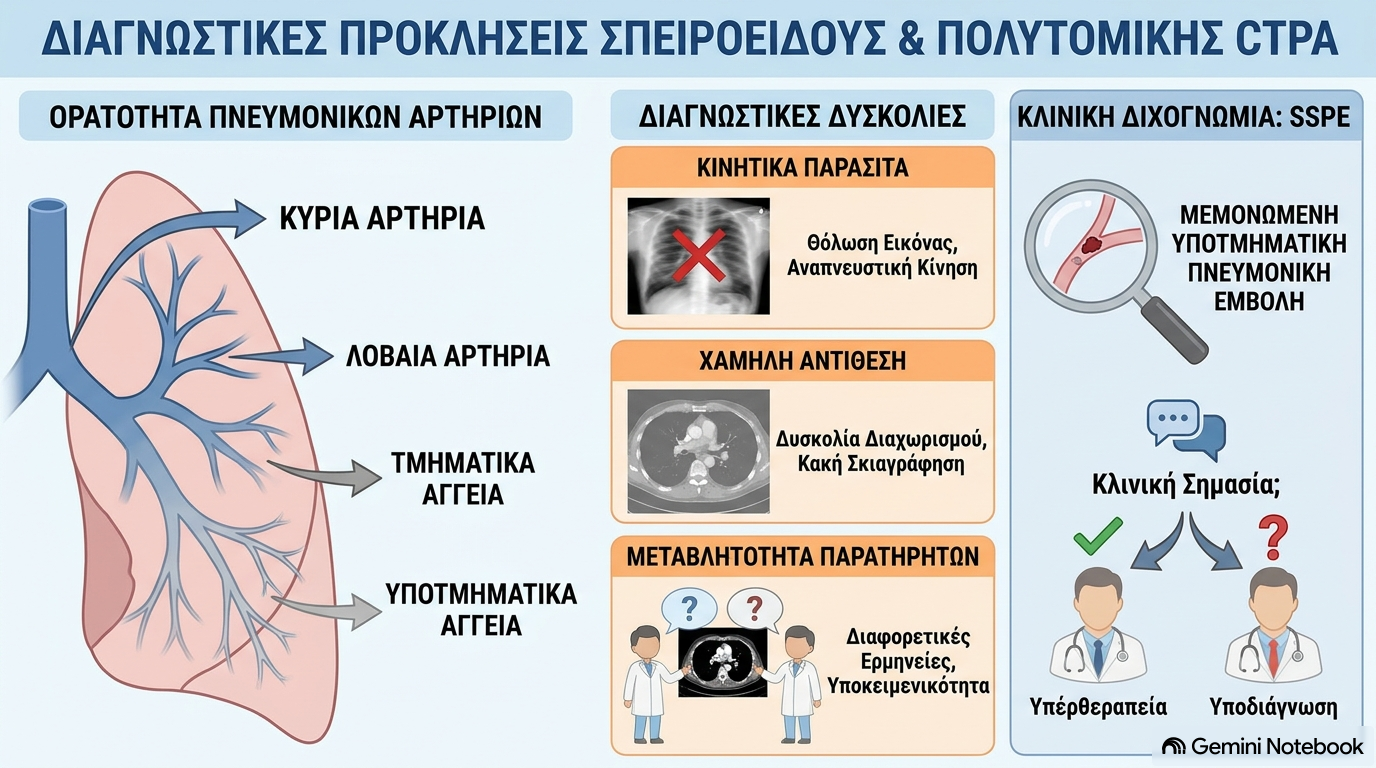 ΔΙΑΓΝΩΣΤΙΚΕΣ ΠΡΟΚΛΗΣΕΙΣ ΣΠΕΙΡΟΕΙΔΟΥΣ & ΠΟΛΥΤΟΜΙΚΗΣ CTPA
ΟΡΑΤΟΤΗΤΑ ΠΝΕΥΜΟΝΙΚΩΝ ΑΡΤΗΡΙΩΝ
ΚΥΡΙΑ ΑΡΤΗΡΙΑ
ΛΟΒΑΙΑ ΑΡΤΗΡΙΑ
ΤΜΗΜΑΤΙΚΑ
ΑΓΓΕΙΑ
ΥΠΟΤΜΗΜΑΤΙΚΑ
ΑΓΓΕΙΑ
ΔΙΑΓΝΩΣΤΙΚΕΣ ΔΥΣΚΟΛΙΕΣ
ΚΙΝΗΤΙΚΑ ΠΑΡΑΣΙΤΑ
Θόλωση Εικόνας,
Αναπνευστική Κίνηση
ΧΑΜΗΛΗ ΑΝΤΙΘΕΣΗ
Δυσκολία Διαχωρισμού,
Κακή Σκιαγράφηση
ΜΕΤΑΒΛΗΤΟΤΗΤΑ ΠΑΡΑΤΗΡΗΤΩΝ
? ?
Διαφορετικές
Ερμηνείες,
Υποκειμενικότητα
ΚΛΙΝΙΚΗ ΔΙΧΟΓΝΩΜΙΑ: SSPE
ΜΕΜΟΝΩΜΕΝΗ
ΥΠΟΤΜΗΜΑΤΙΚΗ
ΠΝΕΥΜΟΝΙΚΗ
ΕΜΒΟΛΗ
Κλινική Σημασία;
?
Υπέρθεραπεία
Υποδιάγνωση
Gemini Notebook